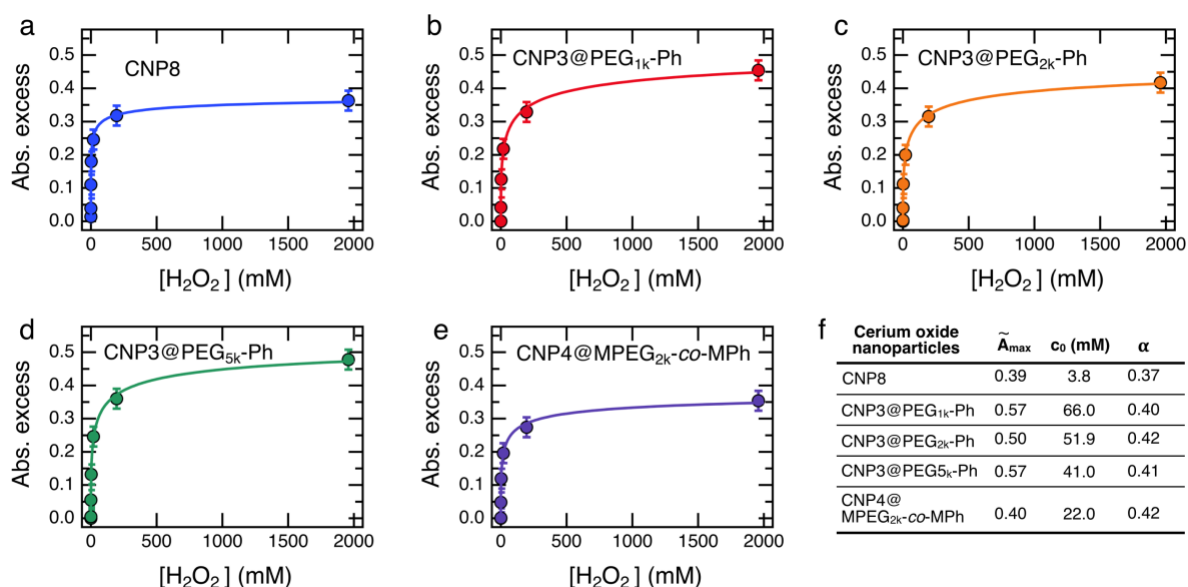 a
CNP8
Abs. excess
0.5
0.4
0.3
0.2
0.1
0.0
0 500 1000 1500 2000
[H₂O₂] (mM)
b
CNP3@PEG₁ₖ-Ph
Abs. excess
0.5
0.4
0.3
0.2
0.1
0.0
0 500 1000 1500 2000
[H₂O₂] (mM)
c
CNP3@PEG₂ₖ-Ph
Abs. excess
0.5
0.4
0.3
0.2
0.1
0.0
0 500 1000 1500 2000
[H₂O₂] (mM)
d
CNP3@PEG₅ₖ-Ph
Abs. excess
0.5
0.4
0.3
0.2
0.1
0.0
0 500 1000 1500 2000
[H₂O₂] (mM)
e
CNP4@MPEG₂ₖ-co-MPh
Abs. excess
0.5
0.4
0.3
0.2
0.1
0.0
0 500 1000 1500 2000
[H₂O₂] (mM)
f
Cerium oxide
nanoparticles Ãmax c₀ (mM) α
CNP8 0.39 3.8 0.37
CNP3@PEG₁ₖ-Ph 0.57 66.0 0.40
CNP3@PEG₂ₖ-Ph 0.50 51.9 0.42
CNP3@PEG5ₖ-Ph 0.57 41.0 0.41
CNP4@
MPEG₂ₖ-co-MPh 0.40 22.0 0.42